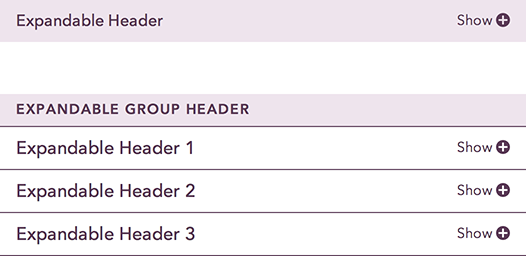 Expandable Header Show
EXPANDABLE GROUP HEADER
Expandable Header 1 Show
Expandable Header 2 Show
Expandable Header 3 Show